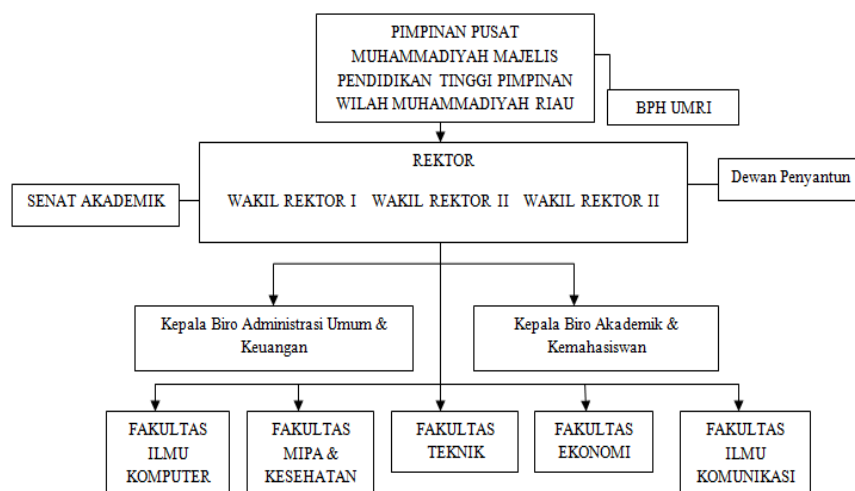 PIMPINAN PUSAT
MUHAMMADIYAH MAJELIS
PENDIDIKAN TINGGI PIMPINAN
WILAH MUHAMMADIYAH RIAU
BPH UMRI
REKTOR
WAKIL REKTOR I WAKIL REKTOR II WAKIL REKTOR II
SENAT AKADEMIK
Dewan Penyantun
Kepala Biro Administrasi Umum &
Keuangan
Kepala Biro Akademik &
Kemahasiswan
FAKULTAS
ILMU
KOMPUTER
FAKULTAS
MIPA &
KESEHATAN
FAKULTAS
TEKNIK
FAKULTAS
EKONOMI
FAKULTAS
ILMU
KOMUNIKASI